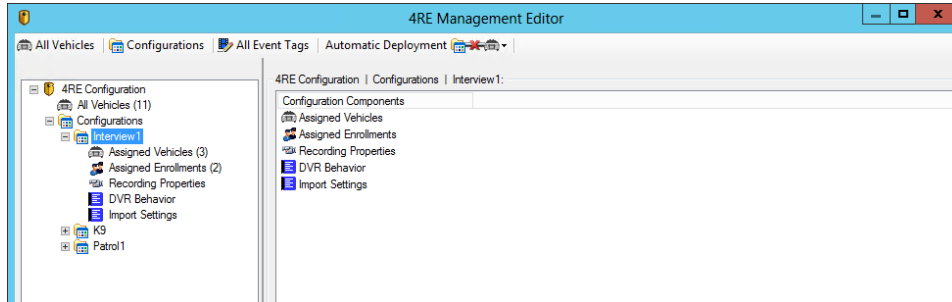 4RE Management Editor
All Vehicles | Configurations | All Event Tags | Automatic Deployment
4RE Configuration
All Vehicles (11)
Configurations
Interview1
Assigned Vehicles (3)
Assigned Enrollments (2)
Recording Properties
DVR Behavior
Import Settings
K9
Patrol1
4RE Configuration | Configurations | Interview1:
Configuration Components
Assigned Vehicles
Assigned Enrollments
Recording Properties
DVR Behavior
Import Settings